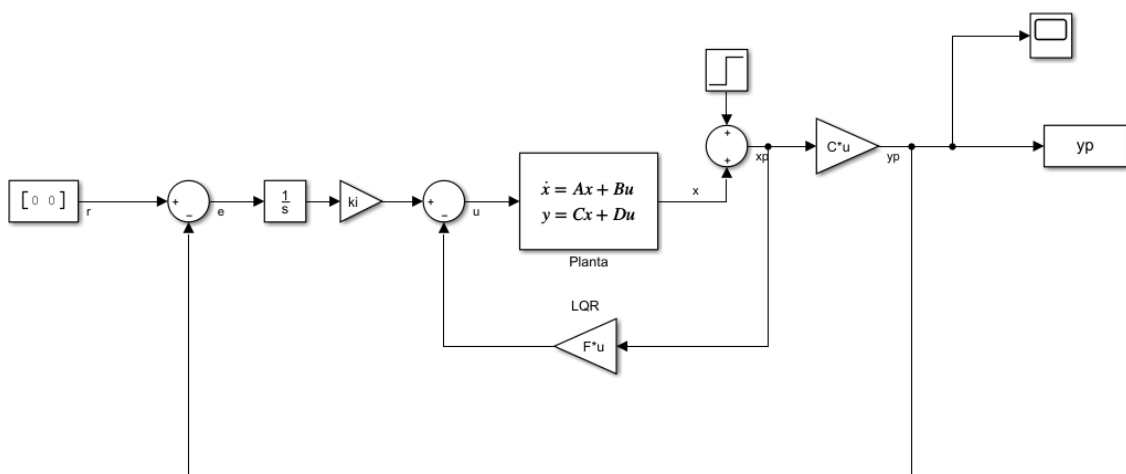 [0 0]
r
+
−
e
1
s
ki
+
−
u
ẋ = Ax + Bu
y = Cx + Du
Planta
x
+
+
xp
C*u
yp
yp
LQR
F*u